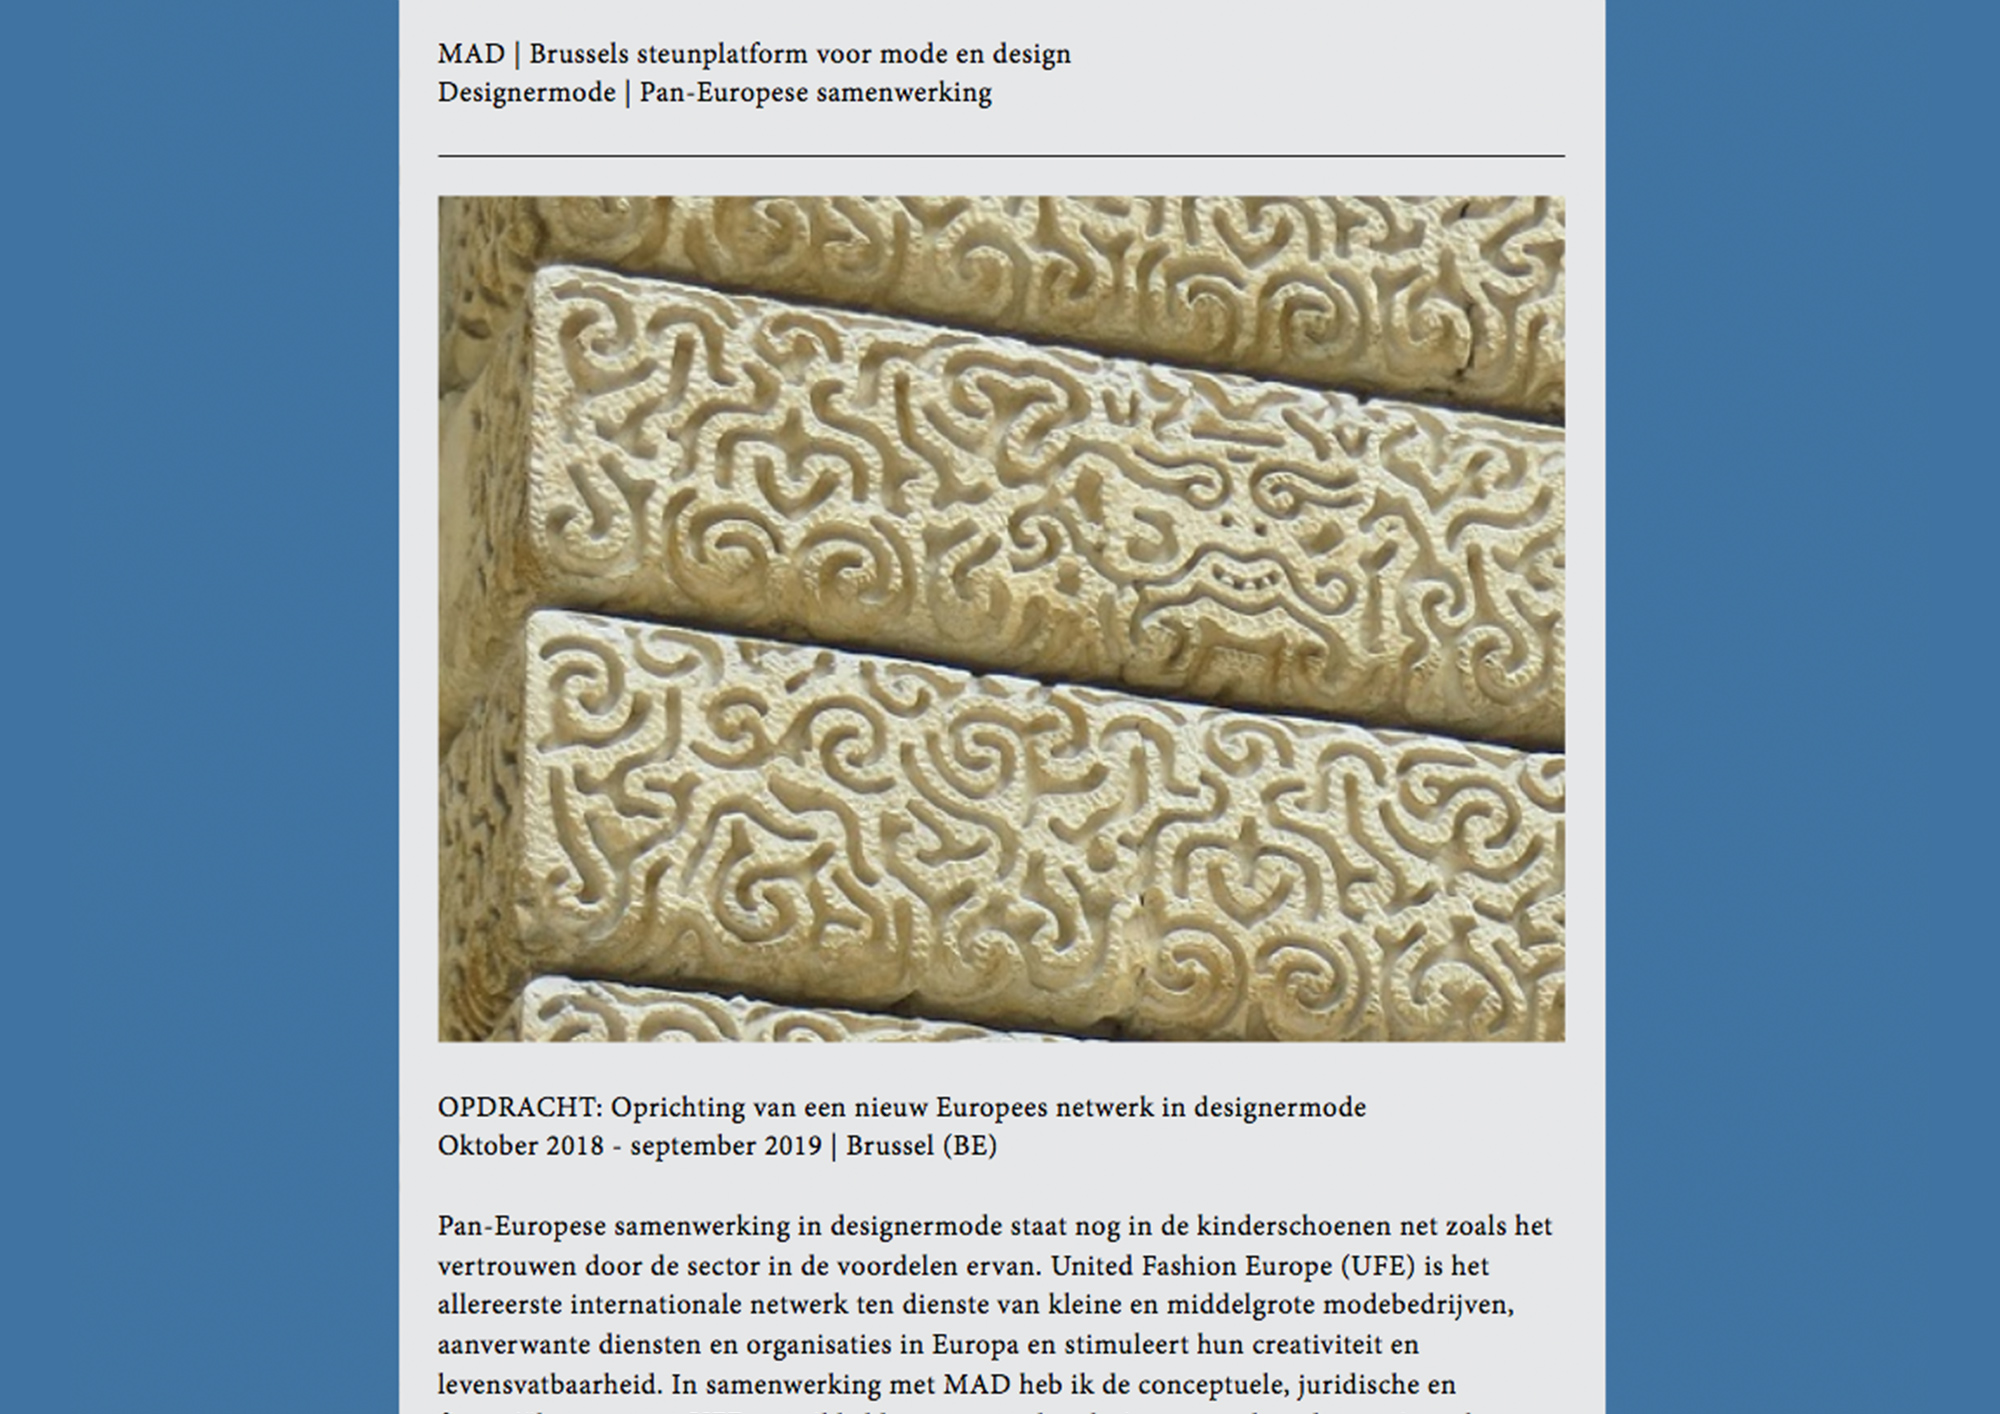 MAD | Brussels steunplatform voor mode en design
Designermode | Pan-Europese samenwerking
OPDRACHT: Oprichting van een nieuw Europees netwerk in designermode
Oktober 2018 - september 2019 | Brussel (BE)
Pan-Europese samenwerking in designermode staat nog in de kinderschoenen net zoals het
vertrouwen door de sector in de voordelen ervan. United Fashion Europe (UFE) is het
allereerste internationale netwerk ten dienste van kleine en middelgrote modebedrijven,
aanverwante diensten en organisaties in Europa en stimuleert hun creativiteit en
levensvatbaarheid. In samenwerking met MAD heb ik de conceptuele, juridische en